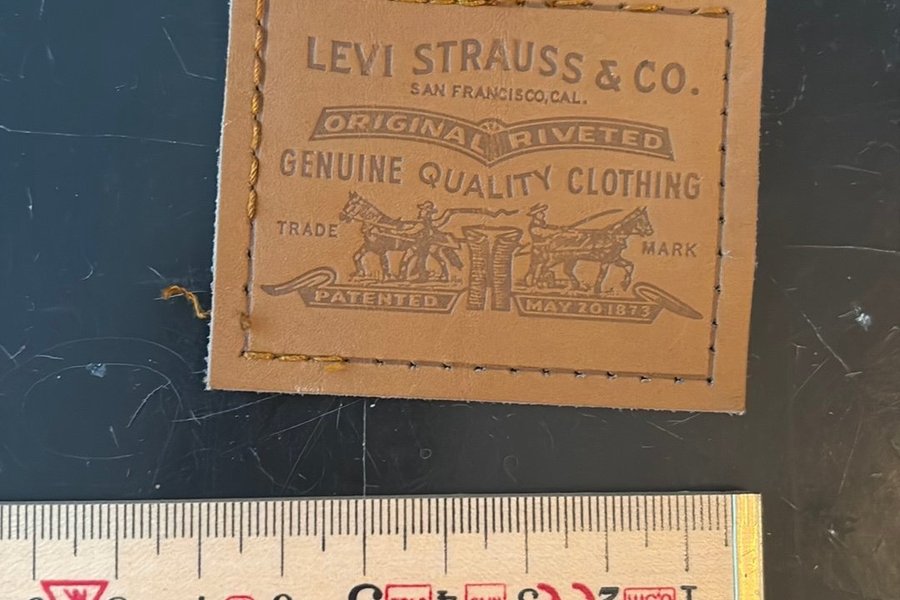 LEVI STRAUSS & CO.
SAN FRANCISCO, CAL.
ORIGINAL RIVETED
GENUINE QUALITY CLOTHING
TRADE MARK
PATENTED MAY 20 1873